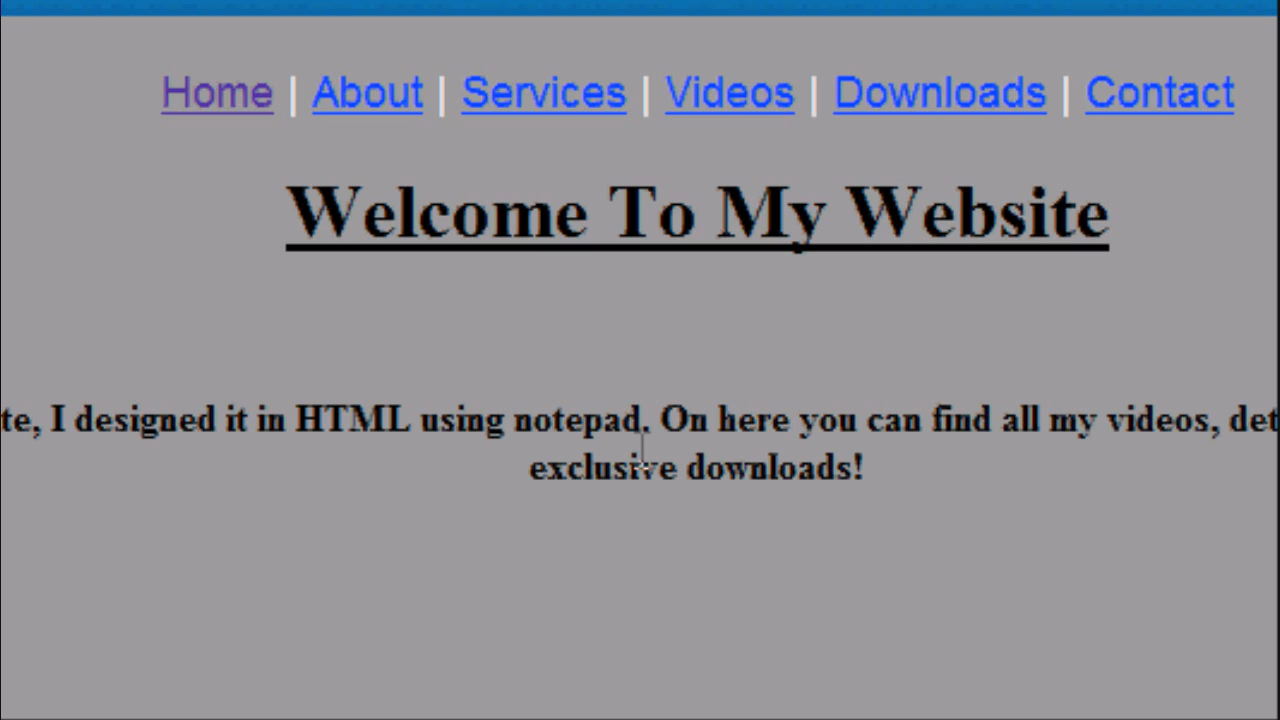 Home | About | Services | Videos | Downloads | Contact
Welcome To My Website
te, I designed it in HTML using notepad. On here you can find all my videos, det
exclusive downloads!